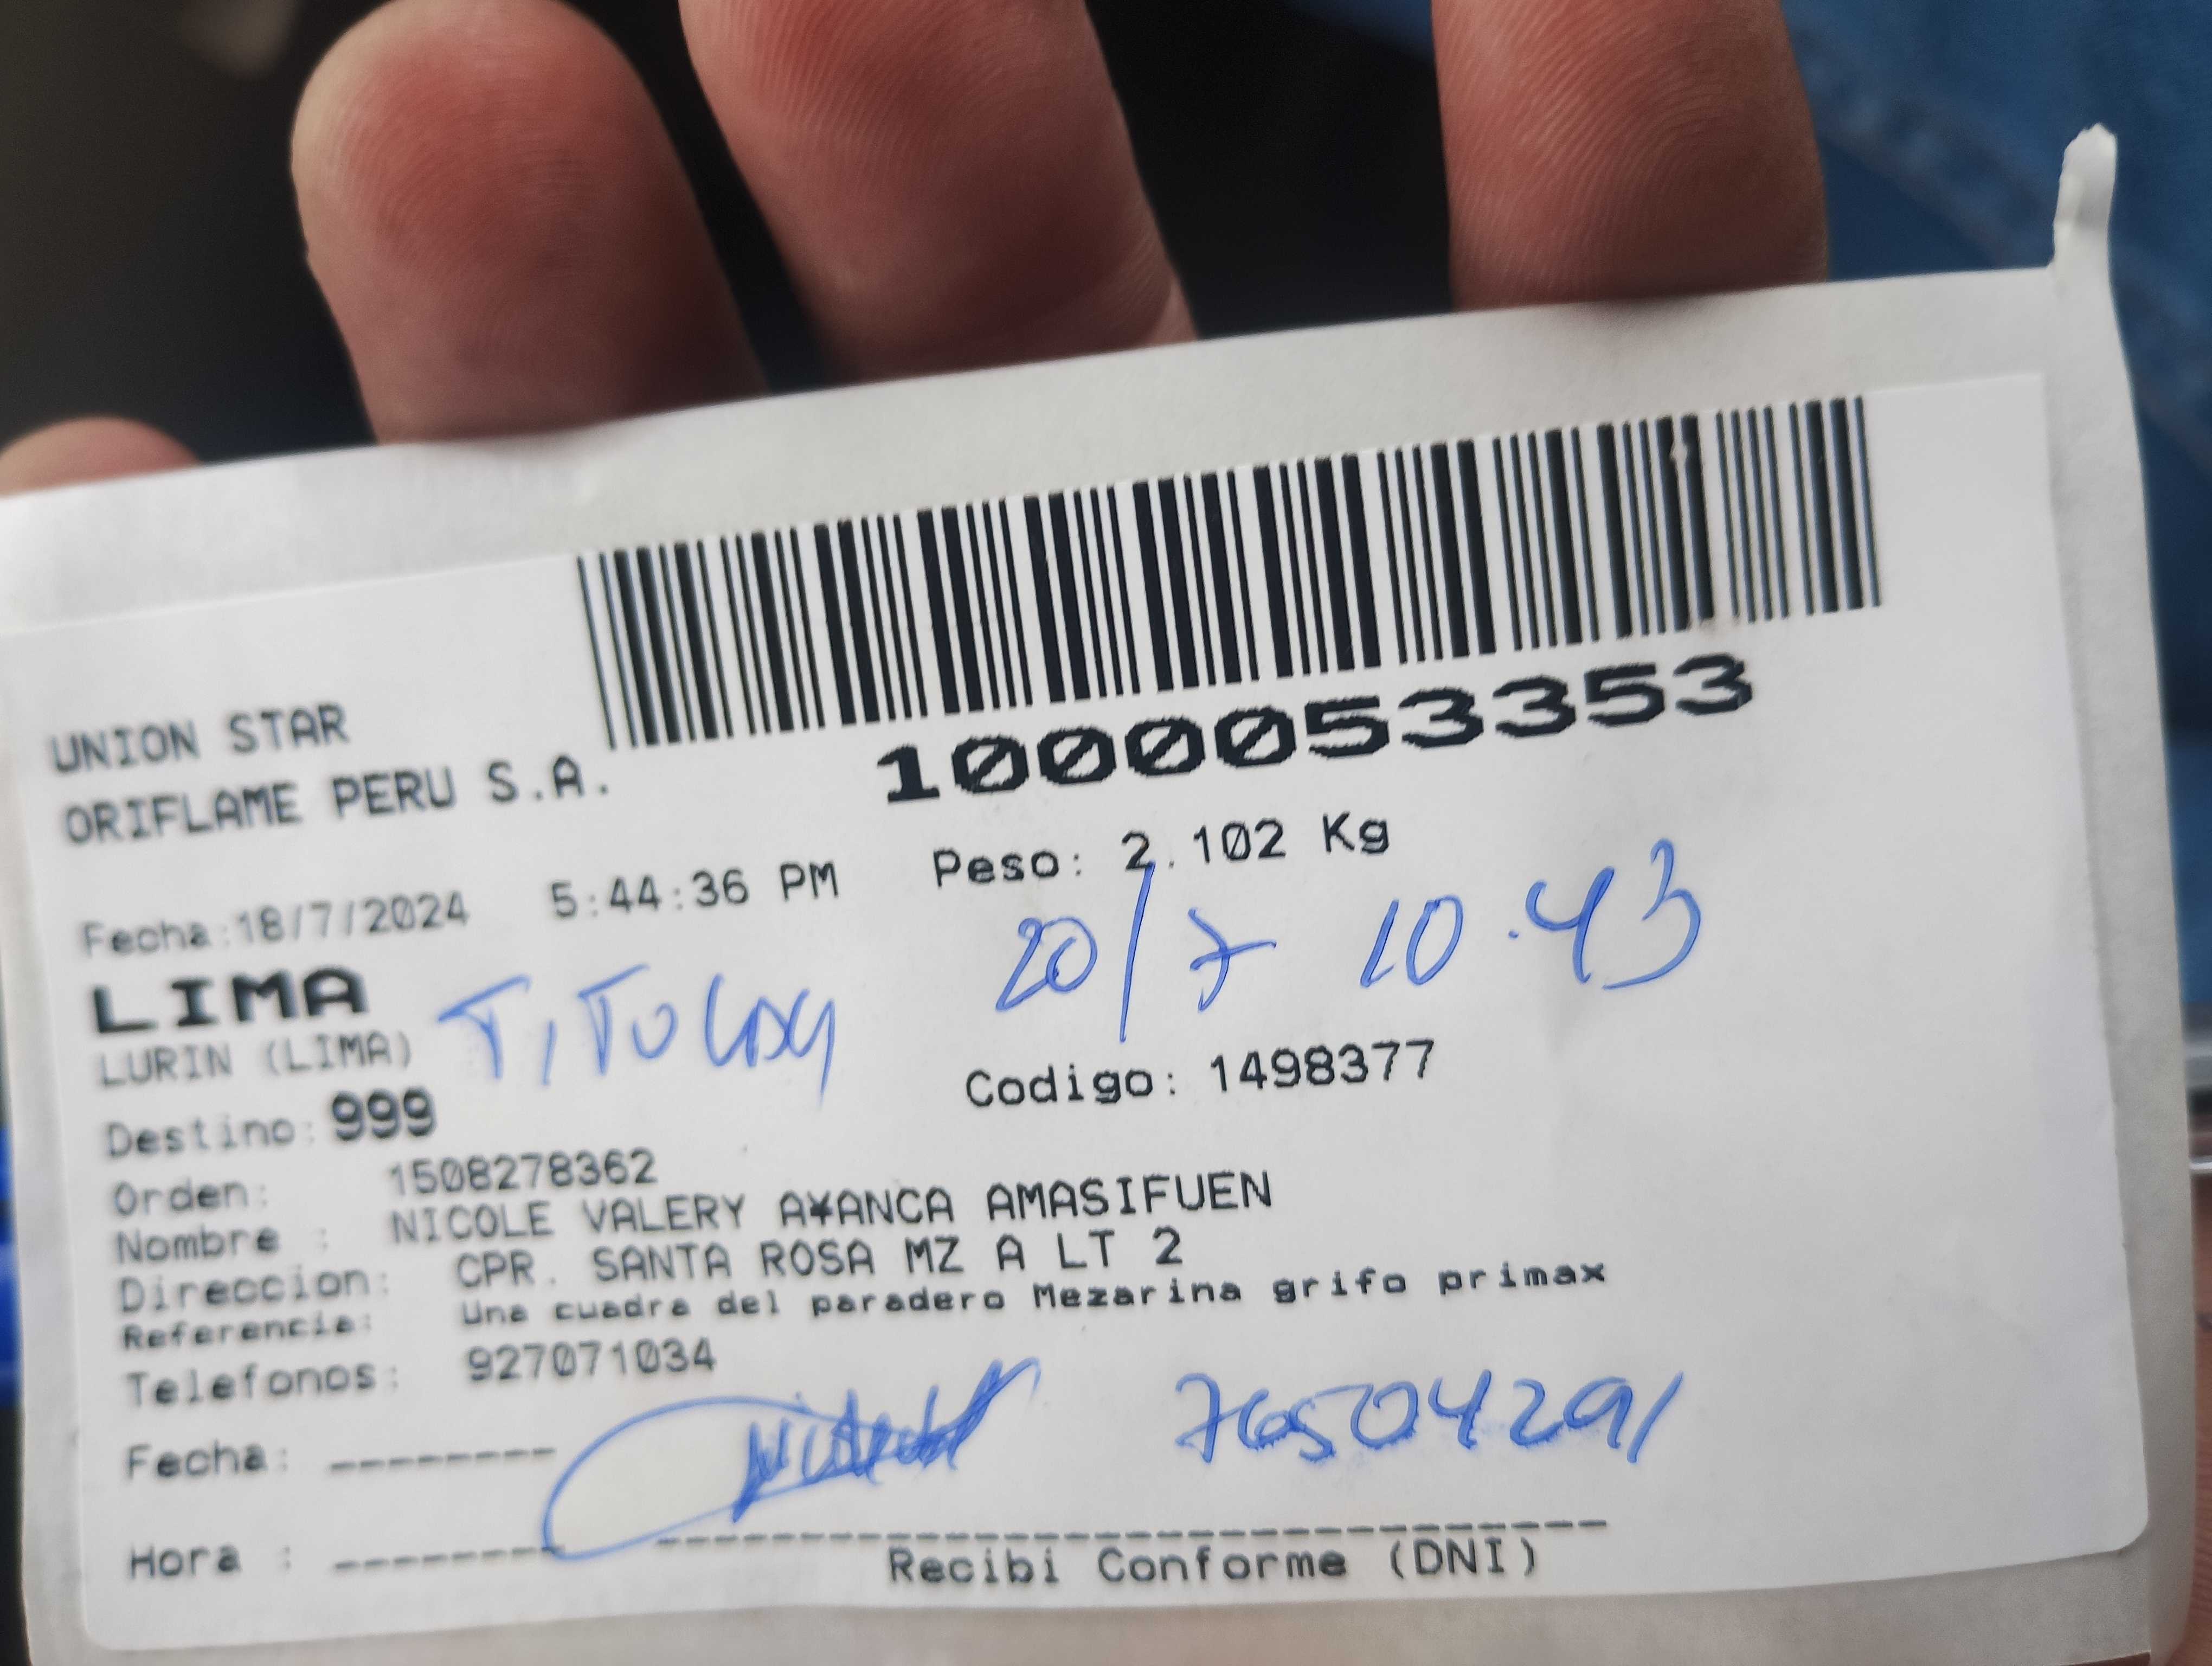 1000053353
UNION STAR
ORIFLAME PERU S.A.
Fecha:18/7/2024 5:44:36 PM Peso: 2.102 Kg
20/7 10.43
LIMA
LURIN (LIMA) TITULAR
Destino: 999 Codigo: 1498377
Orden: 1508278362
Nombre : NICOLE VALERY A¥ANCA AMASIFUEN
Direccion: CPR. SANTA ROSA MZ A LT 2
Referencia: Una cuadra del paradero Mezarina grifo primax
Telefonos: 927071034
76504291
Fecha: --------
Hora : --------
Recibi Conforme (DNI)